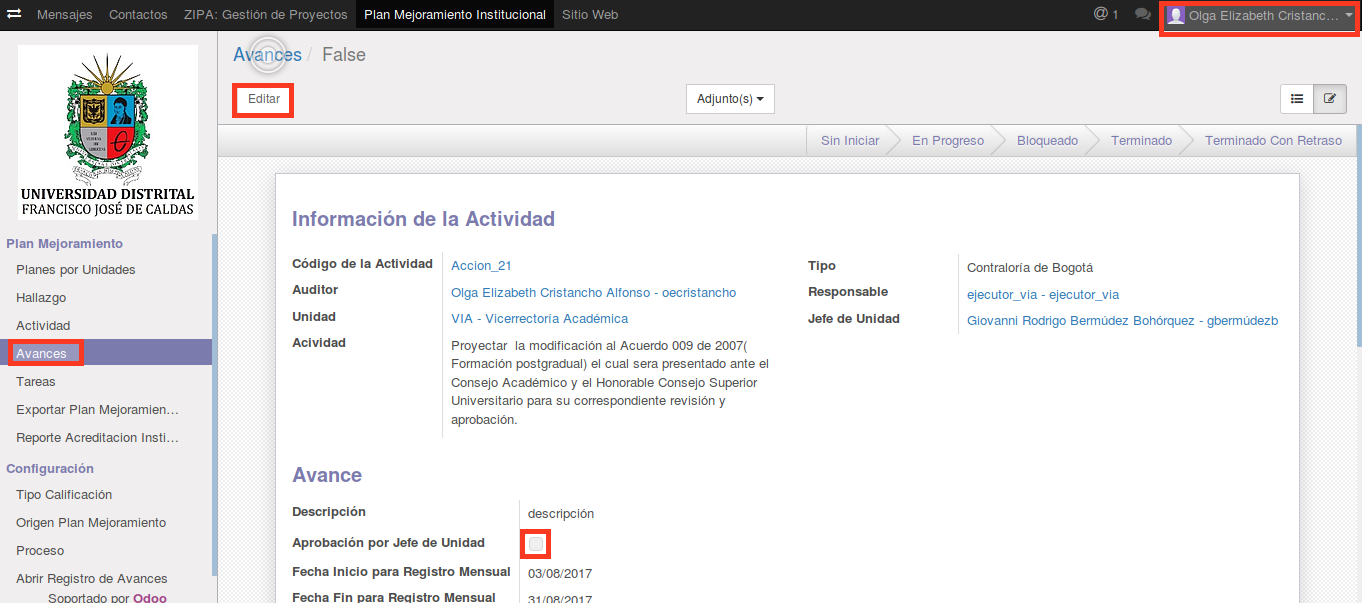 Mensajes Contactos ZIPA: Gestión de Proyectos Plan Mejoramiento Institucional Sitio Web @ 1 Olga Elizabeth Cristanc...
Avances / False
Editar Adjunto(s)
Sin Iniciar En Progreso Bloqueado Terminado Terminado Con Retraso
UNIVERSIDAD DISTRITAL
FRANCISCO JOSÉ DE CALDAS
Plan Mejoramiento
Planes por Unidades
Hallazgo
Actividad
Avances
Tareas
Exportar Plan Mejoramien...
Reporte Acreditacion Insti...
Configuración
Tipo Calificación
Origen Plan Mejoramiento
Proceso
Abrir Registro de Avances
Soportado por Odoo
Información de la Actividad
Código de la Actividad Accion_21
Auditor Olga Elizabeth Cristancho Alfonso - oecristancho
Unidad VIA - Vicerrectoría Académica
Acividad Proyectar la modificación al Acuerdo 009 de 2007(
Formación postgradual) el cual sera presentado ante el
Consejo Académico y el Honorable Consejo Superior
Universitario para su correspondiente revisión y
aprobación.
Tipo Contraloría de Bogotá
Responsable ejecutor_via - ejecutor_via
Jefe de Unidad Giovanni Rodrigo Bermúdez Bohórquez - gbermúdezb
Avance
Descripción descripción
Aprobación por Jefe de Unidad
Fecha Inicio para Registro Mensual 03/08/2017
Fecha Fin para Registro Mensual 31/08/2017